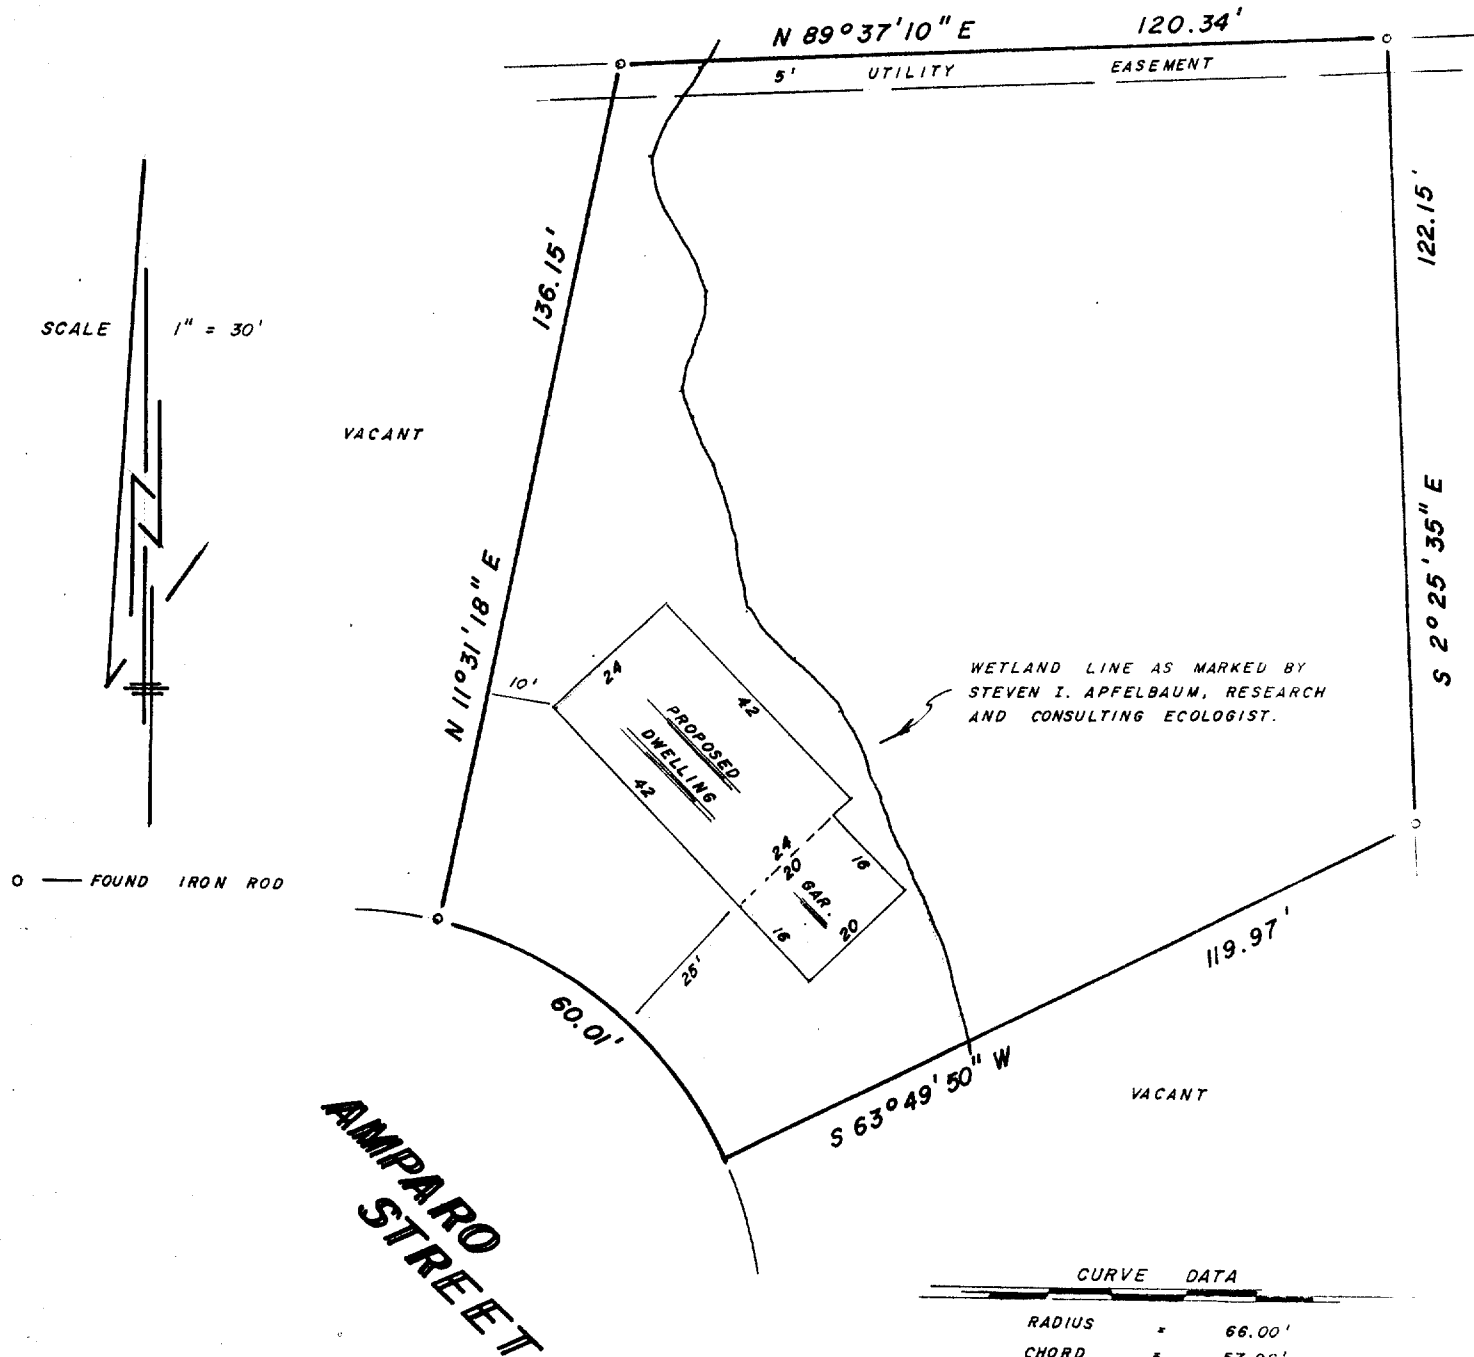 N 89°37'10" E 120.34'
5' UTILITY EASEMENT
136.15'
122.15'
SCALE 1" = 30'
VACANT
N 11°31'18" E
S 2°25'35" E
WETLAND LINE AS MARKED BY
STEVEN I. APFELBAUM, RESEARCH
AND CONSULTING ECOLOGIST.
10'
24
42
PROPOSED
DWELLING
42
24
20
16
GAR.
16
20
25'
O — FOUND IRON ROD
60.01'
119.97'
S 63°49'50" W
VACANT
AMPARO
STREET
CURVE DATA
RADIUS = 66.00'
CHORD =